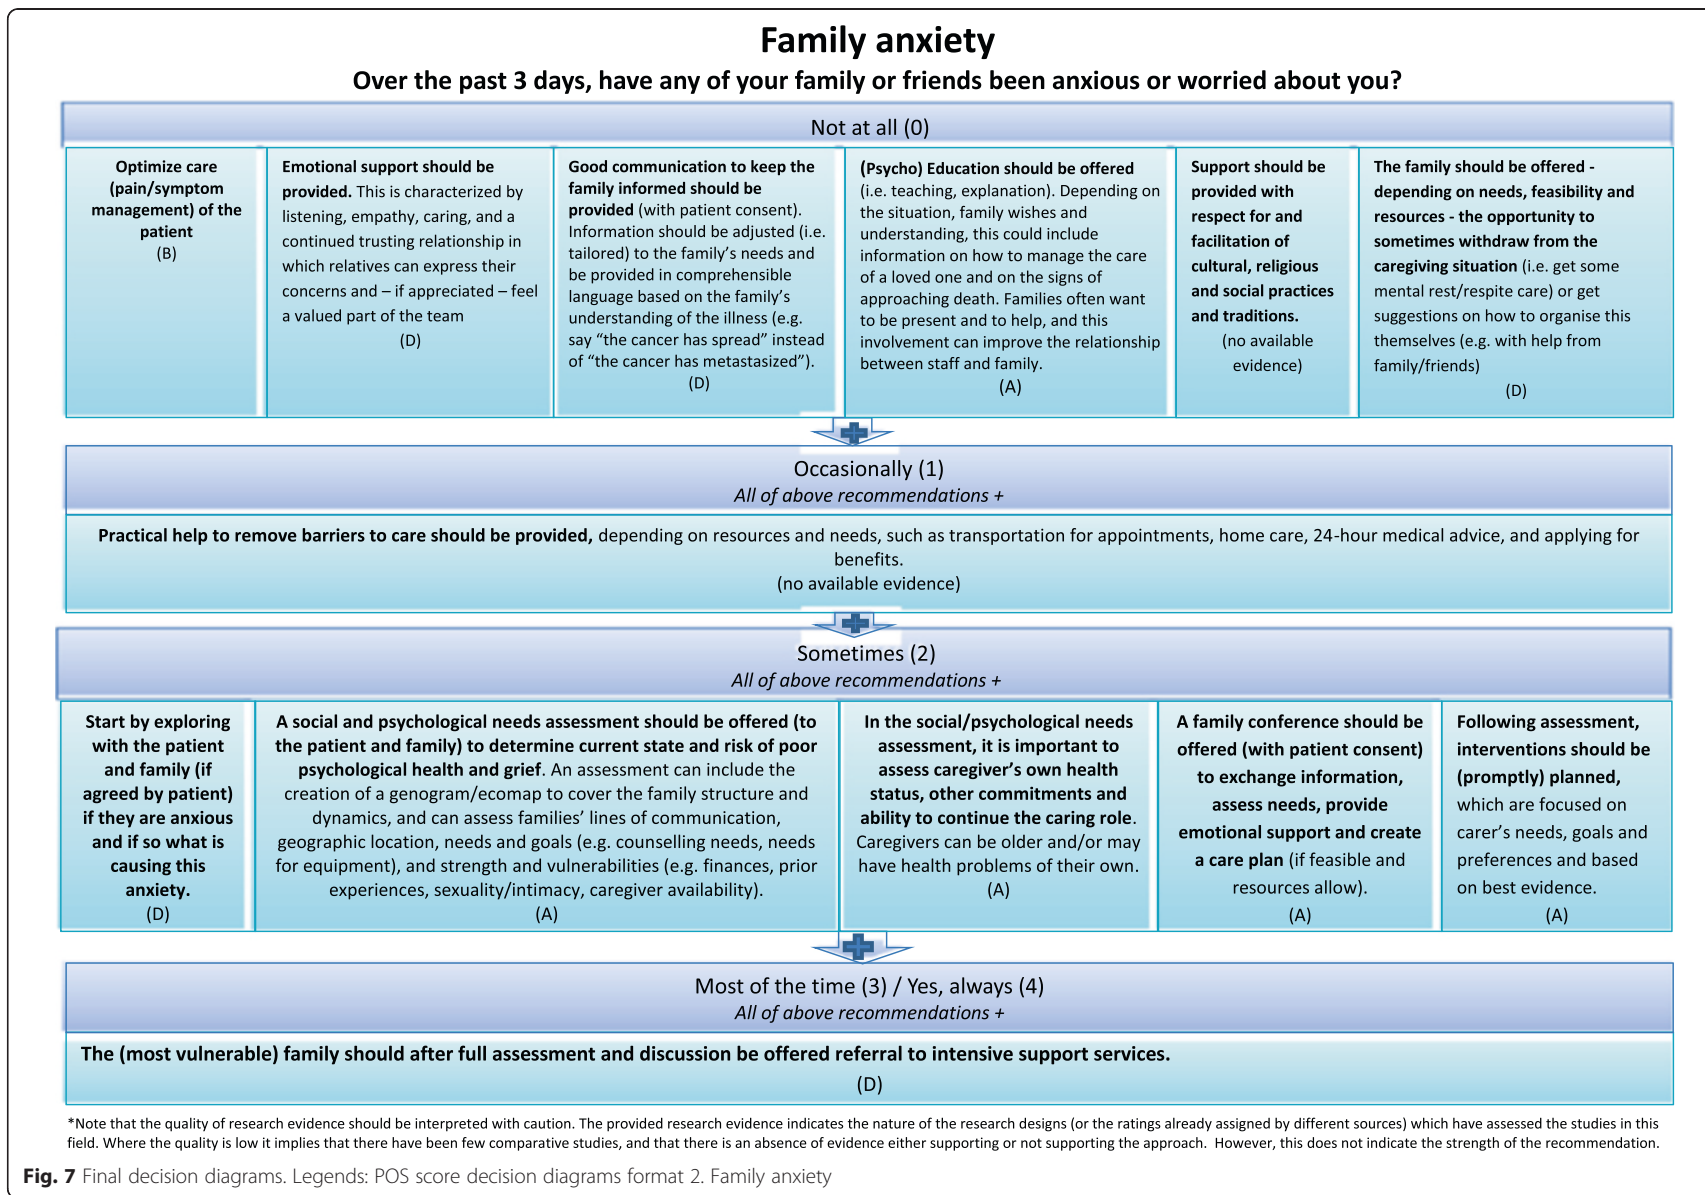 Family anxiety
Over the past 3 days, have any of your family or friends been anxious or worried about you?
Not at all (0)
Optimize care
(pain/symptom
management) of the
patient
(B)
Emotional support should be
provided. This is characterized by
listening, empathy, caring, and a
continued trusting relationship in
which relatives can express their
concerns and – if appreciated – feel
a valued part of the team
(D)
Good communication to keep the
family informed should be
provided (with patient consent).
Information should be adjusted (i.e.
tailored) to the family’s needs and
be provided in comprehensible
language based on the family’s
understanding of the illness (e.g.
say “the cancer has spread” instead
of “the cancer has metastasized”).
(D)
(Psycho) Education should be offered
(i.e. teaching, explanation). Depending on
the situation, family wishes and
understanding, this could include
information on how to manage the care
of a loved one and on the signs of
approaching death. Families often want
to be present and to help, and this
involvement can improve the relationship
between staff and family.
(A)
Support should be
provided with
respect for and
facilitation of
cultural, religious
and social practices
and traditions.
(no available
evidence)
The family should be offered -
depending on needs, feasibility and
resources - the opportunity to
sometimes withdraw from the
caregiving situation (i.e. get some
mental rest/respite care) or get
suggestions on how to organise this
themselves (e.g. with help from
family/friends)
(D)
Occasionally (1)
All of above recommendations +
Practical help to remove barriers to care should be provided, depending on resources and needs, such as transportation for appointments, home care, 24-hour medical advice, and applying for
benefits.
(no available evidence)
Sometimes (2)
All of above recommendations +
Start by exploring
with the patient
and family (if
agreed by patient)
if they are anxious
and if so what is
causing this
anxiety.
(D)
A social and psychological needs assessment should be offered (to
the patient and family) to determine current state and risk of poor
psychological health and grief. An assessment can include the
creation of a genogram/ecomap to cover the family structure and
dynamics, and can assess families’ lines of communication,
geographic location, needs and goals (e.g. counselling needs, needs
for equipment), and strength and vulnerabilities (e.g. finances, prior
experiences, sexuality/intimacy, caregiver availability).
(A)
In the social/psychological needs
assessment, it is important to
assess caregiver’s own health
status, other commitments and
ability to continue the caring role.
Caregivers can be older and/or may
have health problems of their own.
(A)
A family conference should be
offered (with patient consent)
to exchange information,
assess needs, provide
emotional support and create
a care plan (if feasible and
resources allow).
(A)
Following assessment,
interventions should be
(promptly) planned,
which are focused on
carer’s needs, goals and
preferences and based
on best evidence.
(A)
Most of the time (3) / Yes, always (4)
All of above recommendations +
The (most vulnerable) family should after full assessment and discussion be offered referral to intensive support services.
(D)
*Note that the quality of research evidence should be interpreted with caution. The provided research evidence indicates the nature of the research designs (or the ratings already assigned by different sources) which have assessed the studies in this
field. Where the quality is low it implies that there have been few comparative studies, and that there is an absence of evidence either supporting or not supporting the approach. However, this does not indicate the strength of the recommendation.
Fig. 7 Final decision diagrams. Legends: POS score decision diagrams format 2. Family anxiety